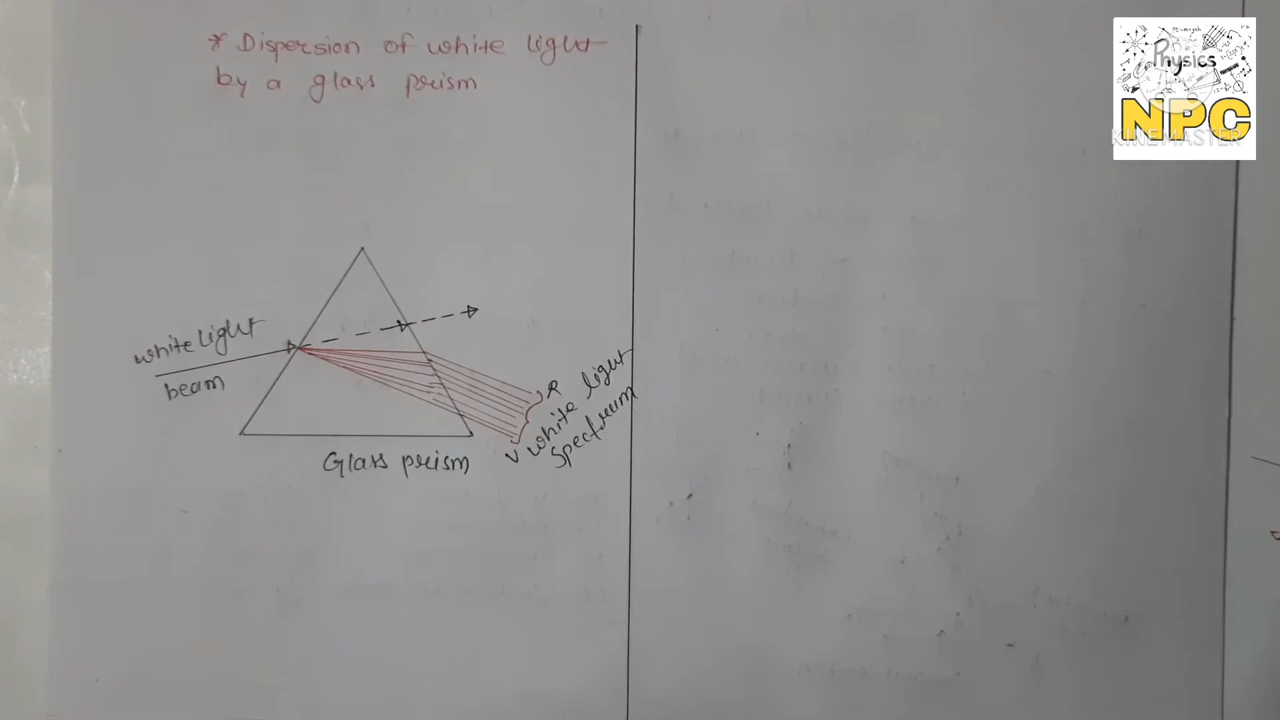 * Dispersion of white light
by a glass prism
white light
beam
R
white light
spectrum
V
Glass prism
Physics
NPC
KINEMASTER